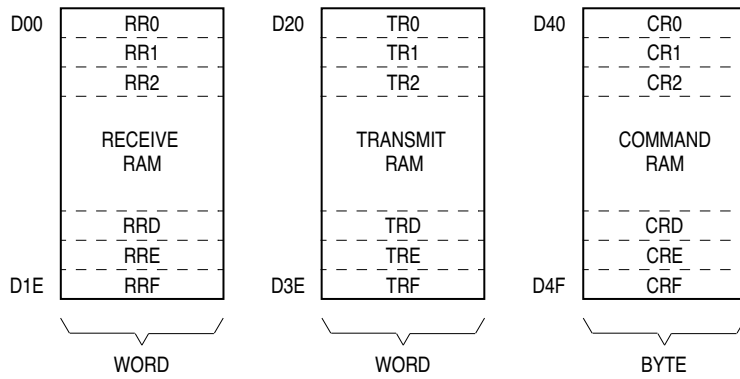 D00 RR0 D20 TR0 D40 CR0
RR1 TR1 CR1
RR2 TR2 CR2
RECEIVE TRANSMIT COMMAND
RAM RAM RAM
RRD TRD CRD
RRE TRE CRE
D1E RRF D3E TRF D4F CRF
WORD WORD BYTE